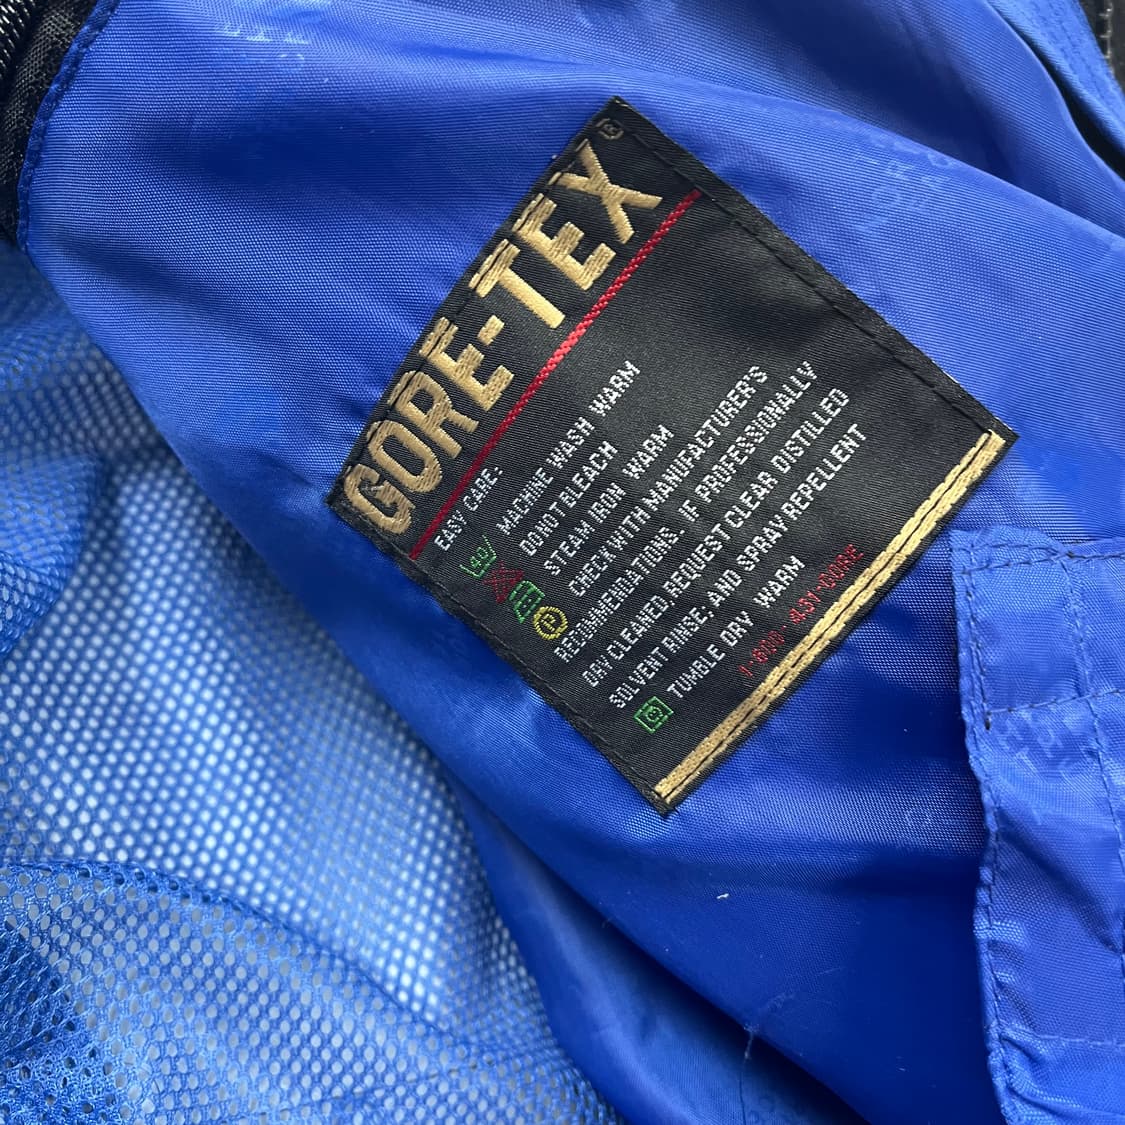 GORE-TEX®
EASY CARE:
40 MACHINE WASH WARM
DO NOT BLEACH
STEAM IRON WARM
P CHECK WITH MANUFACTURER'S
RECOMMENDATIONS. IF PROFESSIONALLY
DRY CLEANED, REQUEST CLEAR DISTILLED
SOLVENT RINSE; AND SPRAY REPELLENT
TUMBLE DRY WARM
1-800-431-GORE